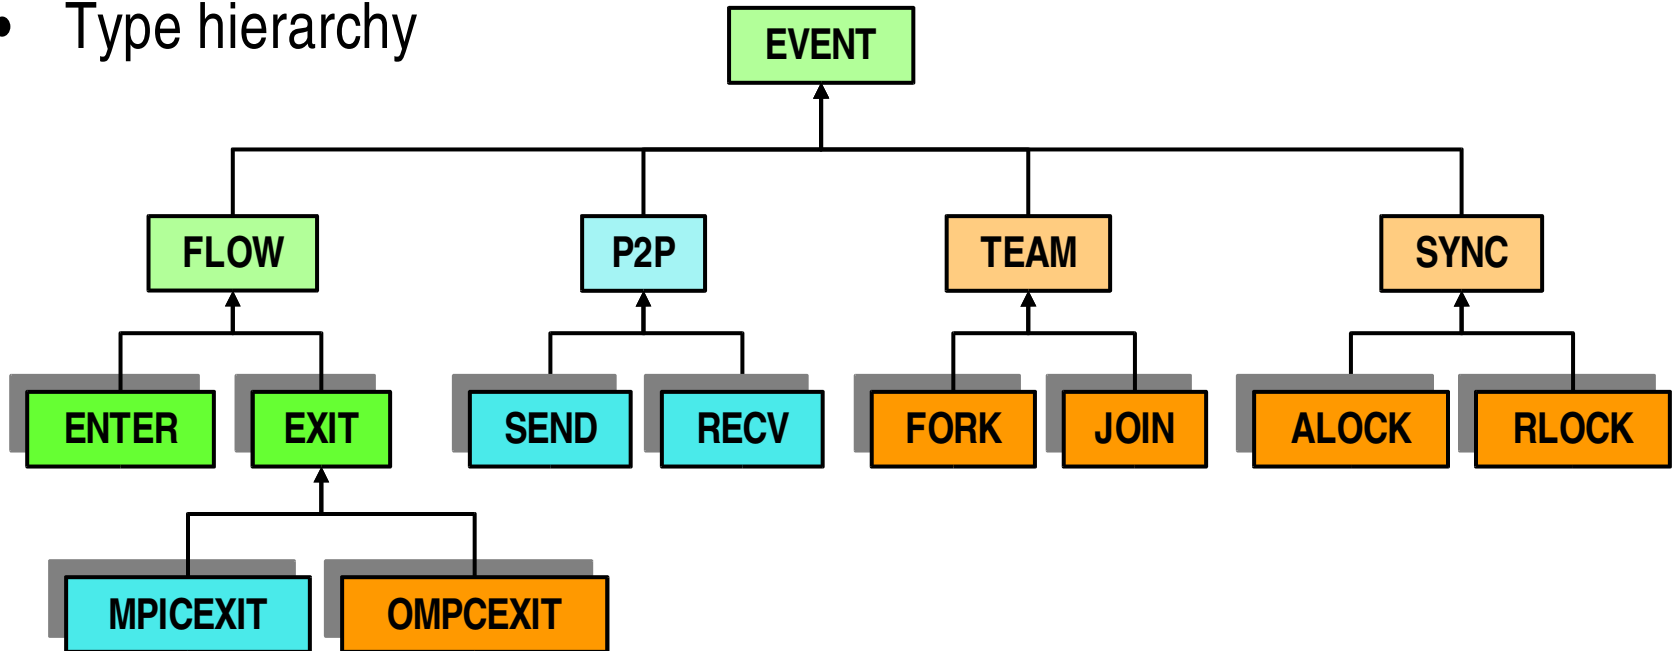 • Type hierarchy
EVENT
FLOW P2P TEAM SYNC
ENTER EXIT SEND RECV FORK JOIN ALOCK RLOCK
MPICEXIT OMPCEXIT